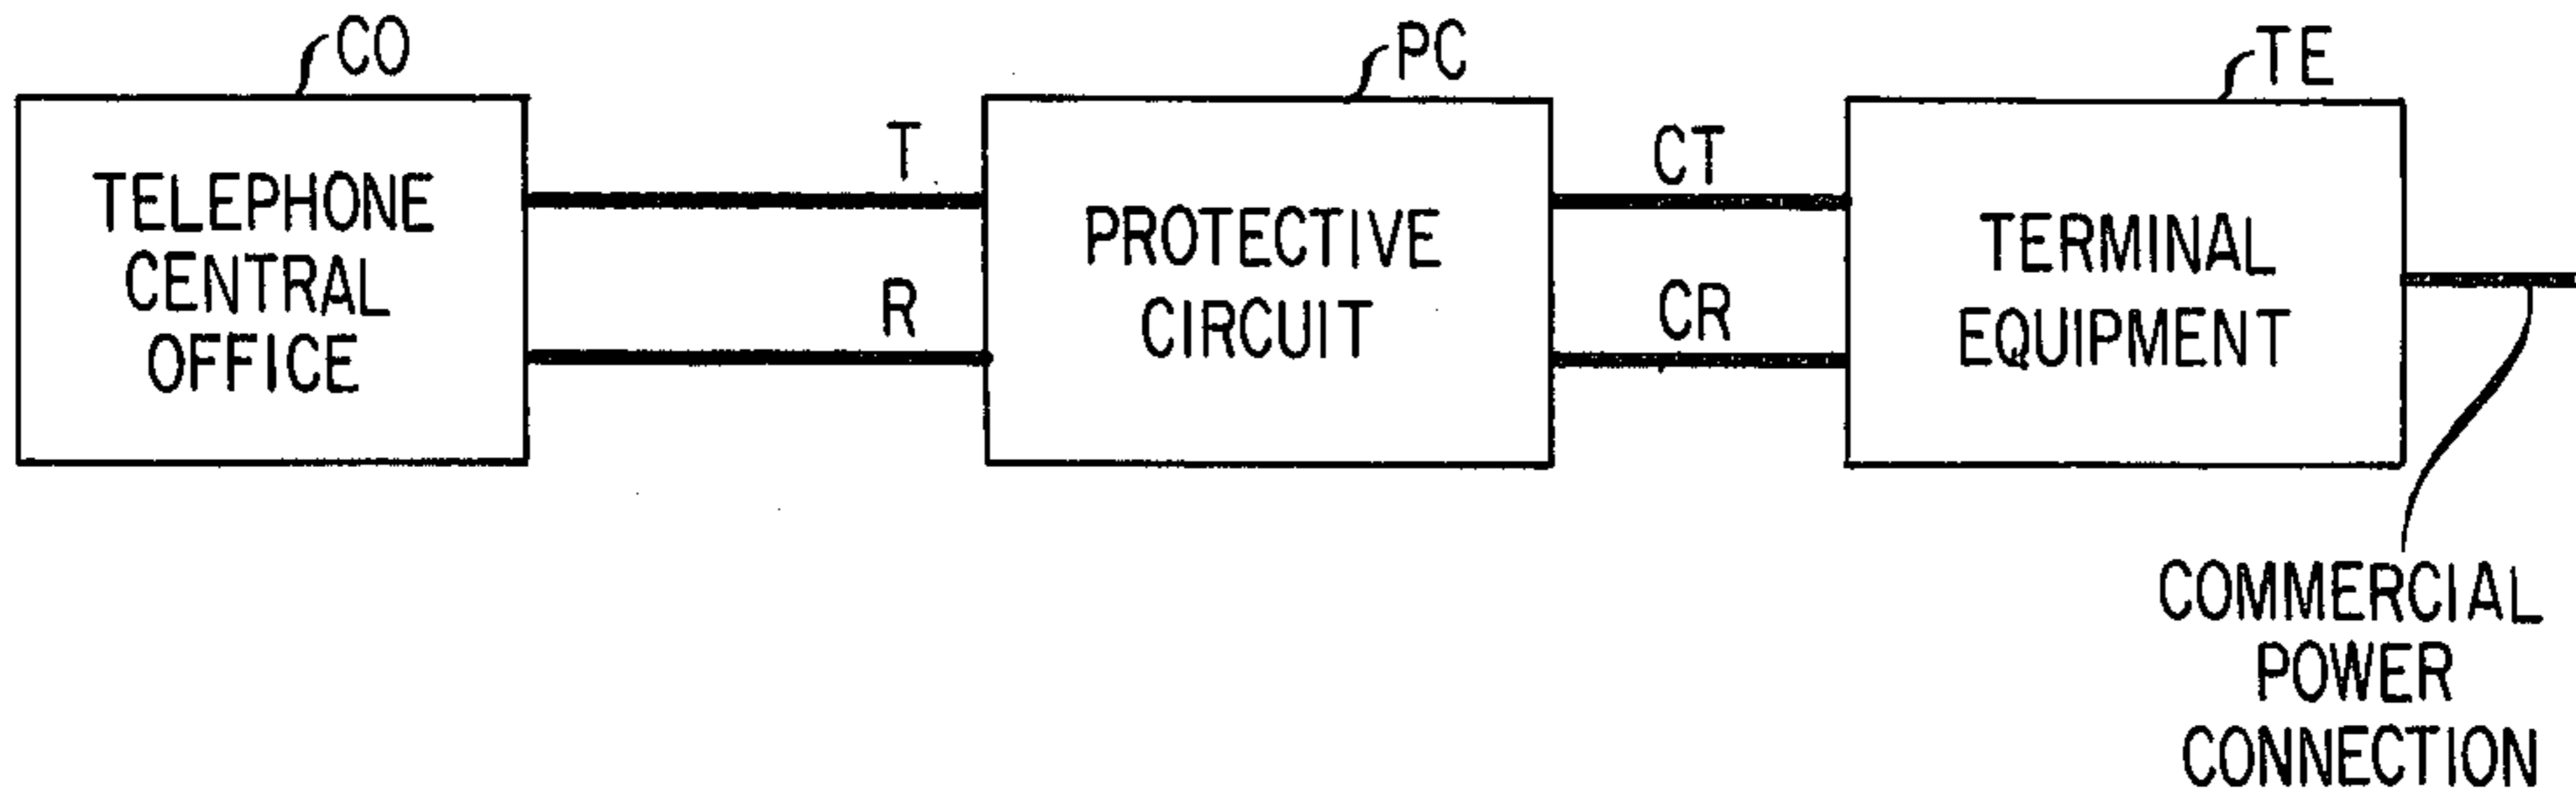 CO
PC
TE
TELEPHONE
CENTRAL
OFFICE
T
R
PROTECTIVE
CIRCUIT
CT
CR
TERMINAL
EQUIPMENT
COMMERCIAL
POWER
CONNECTION